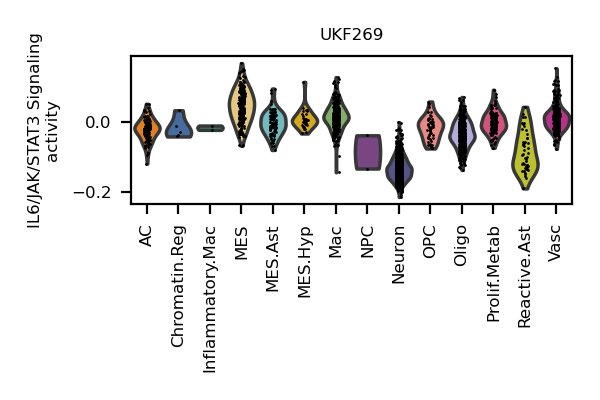 UKF269
IL6/JAK/STAT3 Signaling
activity
0.0
−0.2
AC
Chromatin.Reg
Inflammatory.Mac
MES
MES.Ast
MES.Hyp
Mac
NPC
Neuron
OPC
Oligo
Prolif.Metab
Reactive.Ast
Vasc